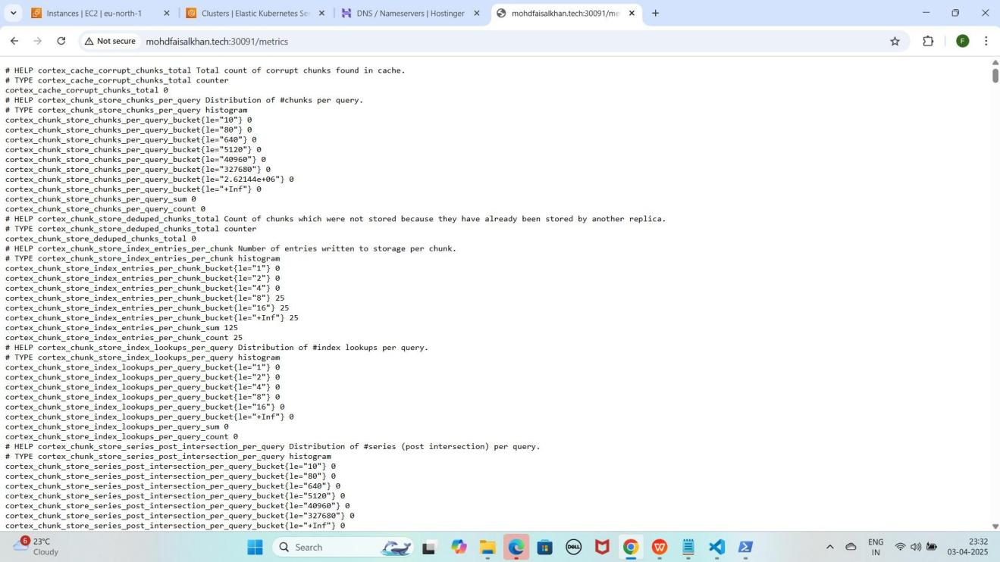 Instances | EC2 | eu-north-1
Clusters | Elastic Kubernetes Se
DNS / Nameservers | Hostinger
mohdfaisalkhan.tech:30091/me
Not secure
mohdfaisalkhan.tech:30091/metrics
F
# HELP cortex_cache_corrupt_chunks_total Total count of corrupt chunks found in cache.
# TYPE cortex_cache_corrupt_chunks_total counter
cortex_cache_corrupt_chunks_total 0
# HELP cortex_chunk_store_chunks_per_query Distribution of #chunks per query.
# TYPE cortex_chunk_store_chunks_per_query histogram
cortex_chunk_store_chunks_per_query_bucket{le="10"} 0
cortex_chunk_store_chunks_per_query_bucket{le="80"} 0
cortex_chunk_store_chunks_per_query_bucket{le="640"} 0
cortex_chunk_store_chunks_per_query_bucket{le="5120"} 0
cortex_chunk_store_chunks_per_query_bucket{le="40960"} 0
cortex_chunk_store_chunks_per_query_bucket{le="327680"} 0
cortex_chunk_store_chunks_per_query_bucket{le="2.62144e+06"} 0
cortex_chunk_store_chunks_per_query_bucket{le="+Inf"} 0
cortex_chunk_store_chunks_per_query_sum 0
cortex_chunk_store_chunks_per_query_count 0
# HELP cortex_chunk_store_deduped_chunks_total Count of chunks which were not stored because they have already been stored by another replica.
# TYPE cortex_chunk_store_deduped_chunks_total counter
cortex_chunk_store_deduped_chunks_total 0
# HELP cortex_chunk_store_index_entries_per_chunk Number of entries written to storage per chunk.
# TYPE cortex_chunk_store_index_entries_per_chunk histogram
cortex_chunk_store_index_entries_per_chunk_bucket{le="1"} 0
cortex_chunk_store_index_entries_per_chunk_bucket{le="2"} 0
cortex_chunk_store_index_entries_per_chunk_bucket{le="4"} 0
cortex_chunk_store_index_entries_per_chunk_bucket{le="8"} 25
cortex_chunk_store_index_entries_per_chunk_bucket{le="16"} 25
cortex_chunk_store_index_entries_per_chunk_bucket{le="+Inf"} 25
cortex_chunk_store_index_entries_per_chunk_sum 125
cortex_chunk_store_index_entries_per_chunk_count 25
# HELP cortex_chunk_store_index_lookups_per_query Distribution of #index lookups per query.
# TYPE cortex_chunk_store_index_lookups_per_query histogram
cortex_chunk_store_index_lookups_per_query_bucket{le="1"} 0
cortex_chunk_store_index_lookups_per_query_bucket{le="2"} 0
cortex_chunk_store_index_lookups_per_query_bucket{le="4"} 0
cortex_chunk_store_index_lookups_per_query_bucket{le="8"} 0
cortex_chunk_store_index_lookups_per_query_bucket{le="16"} 0
cortex_chunk_store_index_lookups_per_query_bucket{le="+Inf"} 0
cortex_chunk_store_index_lookups_per_query_sum 0
cortex_chunk_store_index_lookups_per_query_count 0
# HELP cortex_chunk_store_series_post_intersection_per_query Distribution of #series (post intersection) per query.
# TYPE cortex_chunk_store_series_post_intersection_per_query histogram
cortex_chunk_store_series_post_intersection_per_query_bucket{le="10"} 0
cortex_chunk_store_series_post_intersection_per_query_bucket{le="80"} 0
cortex_chunk_store_series_post_intersection_per_query_bucket{le="640"} 0
cortex_chunk_store_series_post_intersection_per_query_bucket{le="5120"} 0
cortex_chunk_store_series_post_intersection_per_query_bucket{le="40960"} 0
cortex_chunk_store_series_post_intersection_per_query_bucket{le="327680"} 0
cortex_chunk_store_series_post_intersection_per_query_bucket{le="+Inf"} 0
6
23°C
Cloudy
Search
DELL
ENG
IN
23:32
03-04-2025